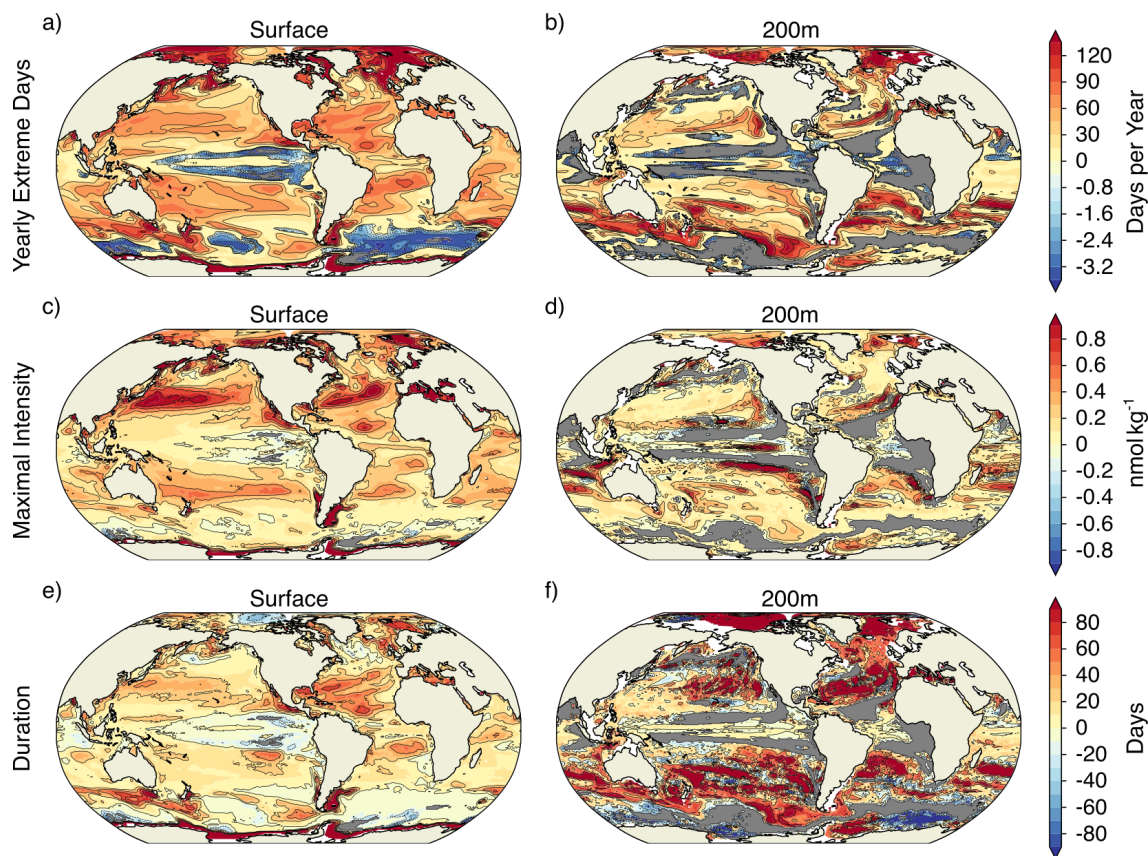 a) Surface
b) 200m
Yearly Extreme Days
120
90
60
30
0
-0.8
-1.6
-2.4
-3.2
Days per Year
c) Surface
d) 200m
Maximal Intensity
0.8
0.6
0.4
0.2
0
-0.2
-0.4
-0.6
-0.8
nmol kg⁻¹
e) Surface
f) 200m
Duration
80
60
40
20
0
-20
-40
-60
-80
Days